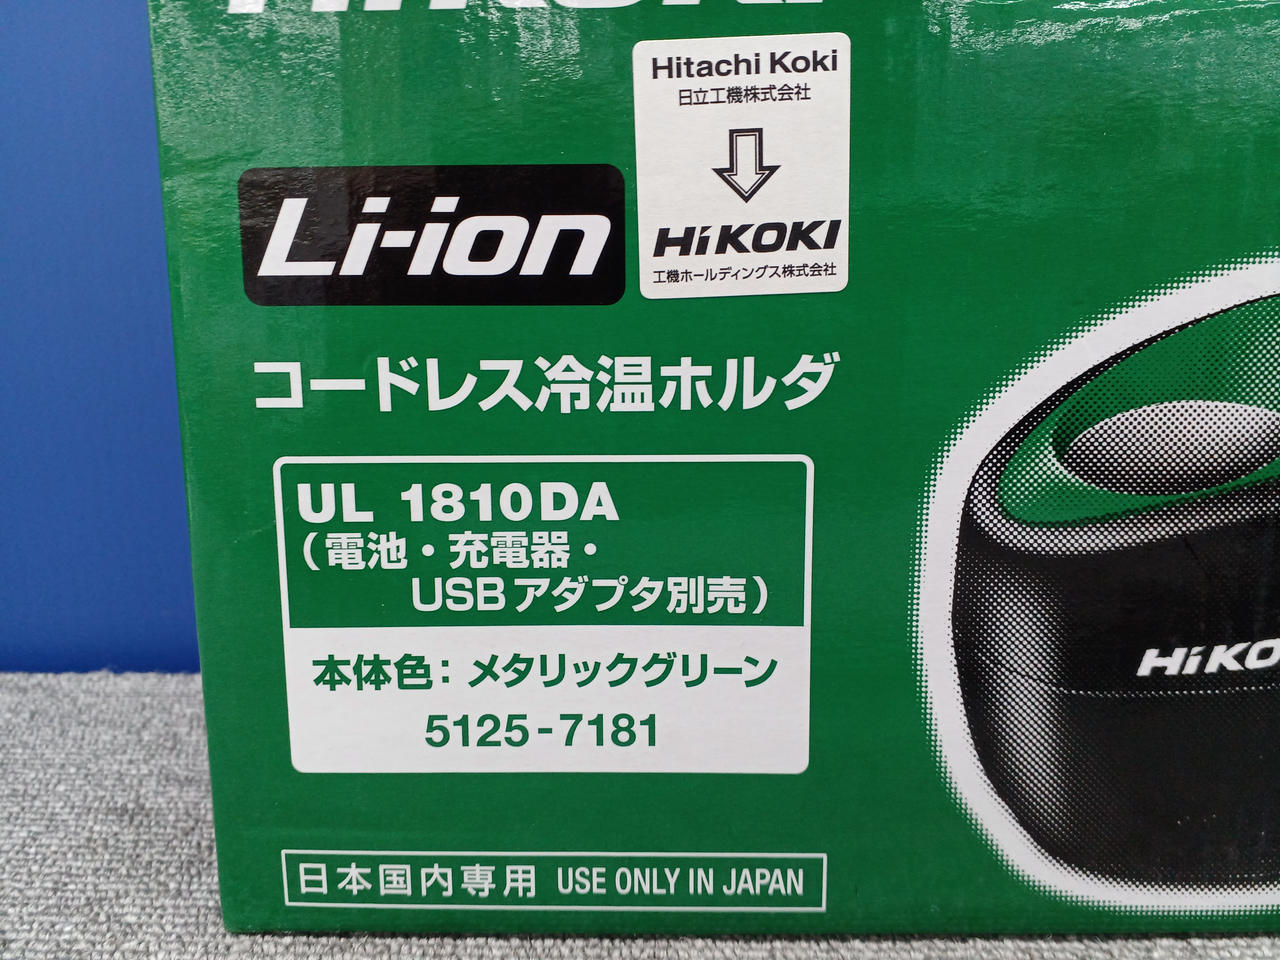 HiKOKI
Hitachi Koki
日立工機株式会社
HiKOKI
工機ホールディングス株式会社
Li-ion
コードレス冷温ホルダ
UL 1810DA
（電池・充電器・
USBアダプタ別売）
本体色：メタリックグリーン
5125-7181
日本国内専用 USE ONLY IN JAPAN
HiKO